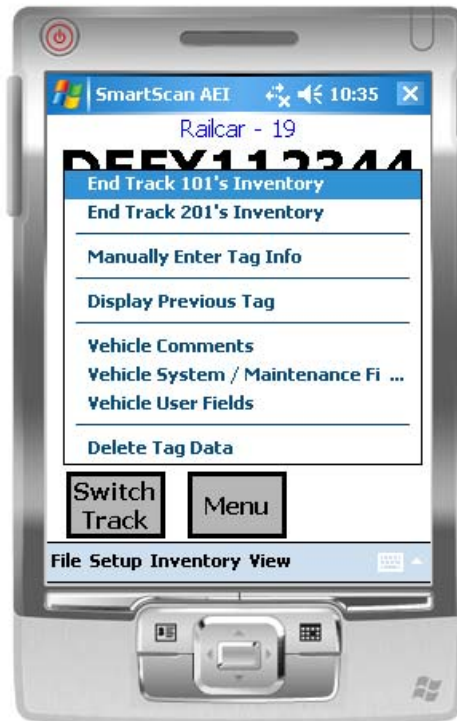 SmartScan AEI 10:35
Railcar - 19
End Track 101's Inventory
End Track 201's Inventory
Manually Enter Tag Info
Display Previous Tag
Vehicle Comments
Vehicle System / Maintenance Fi ...
Vehicle User Fields
Delete Tag Data
Switch
Track
Menu
File Setup Inventory View